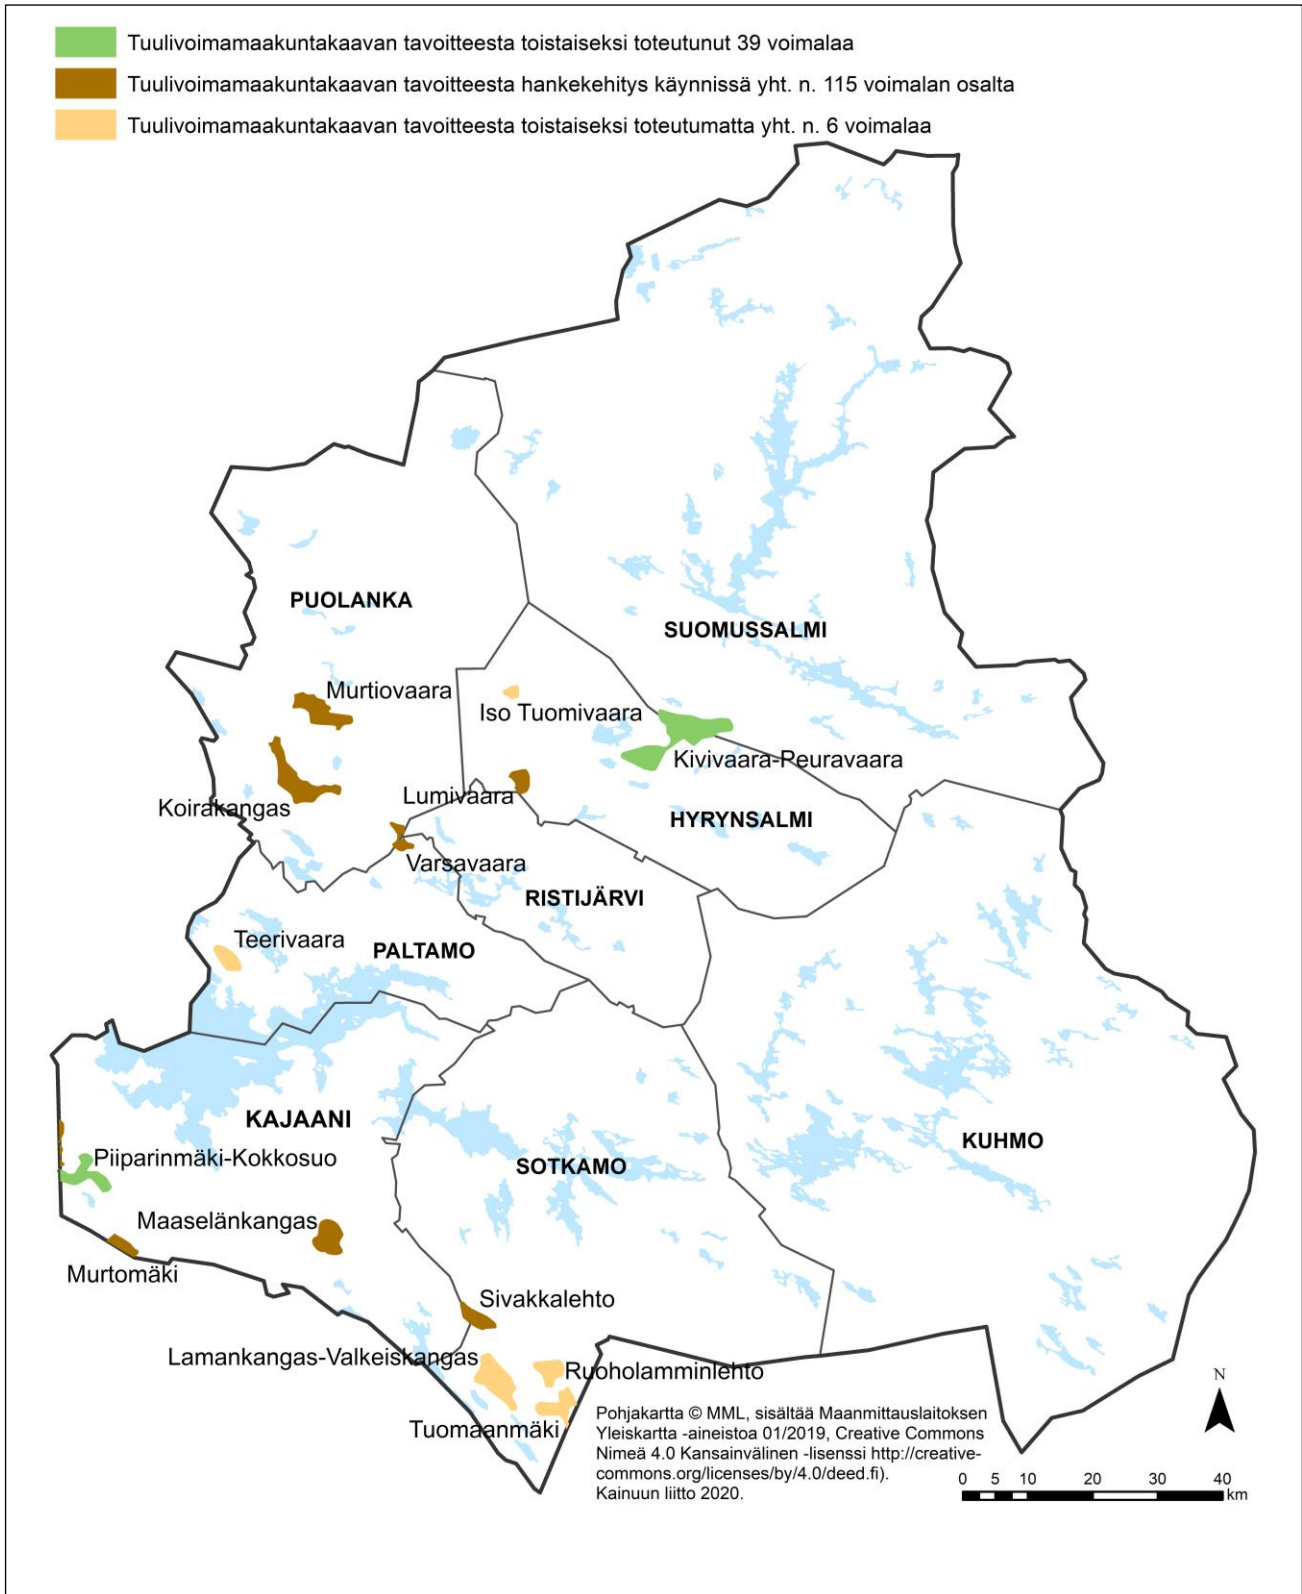 Tuulivoimamaakuntakaavan tavoitteesta toistaiseksi toteutunut 39 voimalaa
Tuulivoimamaakuntakaavan tavoitteesta hankekehitys käynnissä yht. n. 115 voimalan osalta
Tuulivoimamaakuntakaavan tavoitteesta toistaiseksi toteutumatta yht. n. 6 voimalaa
PUOLANKA
SUOMUSSALMI
Murtiovaara
Iso Tuomivaara
Kivivaara-Peuravaara
Koirakangas
Lumivaara
HYRYNSALMI
Varsavaara
RISTIJÄRVI
Teerivaara
PALTAMO
KAJAANI
KUHMO
Piiparinmäki-Kokkosuo
SOTKAMO
Maaselänkangas
Murtomäki
Sivakkalehto
Lamankangas-Valkeiskangas
Ruoholamminlehto
Tuomaanmäki
Pohjakartta © MML, sisältää Maanmittauslaitoksen
Yleiskartta -aineistoa 01/2019, Creative Commons
Nimeä 4.0 Kansainvälinen -lisenssi http://creative-
commons.org/licenses/by/4.0/deed.fi).
Kainuun liitto 2020.
N
0 5 10 20 30 40
km